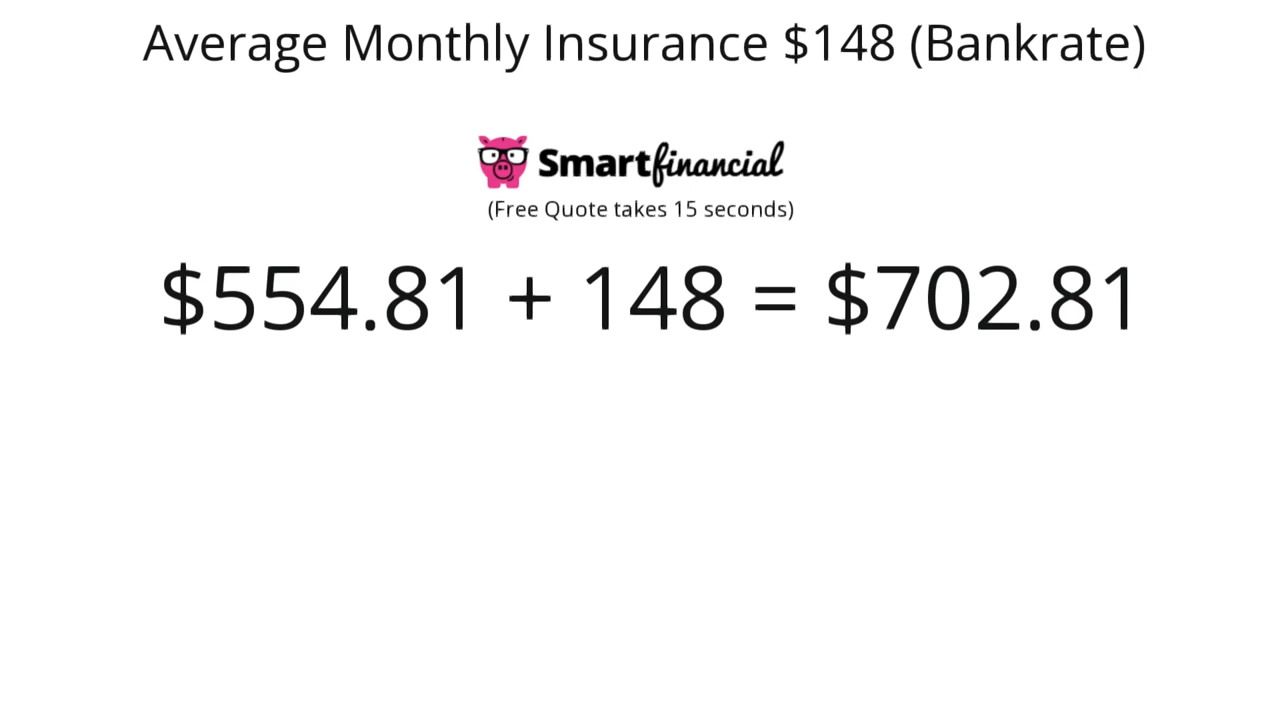 Average Monthly Insurance $148 (Bankrate)
Smartfinancial
(Free Quote takes 15 seconds)
$554.81 + 148 = $702.81